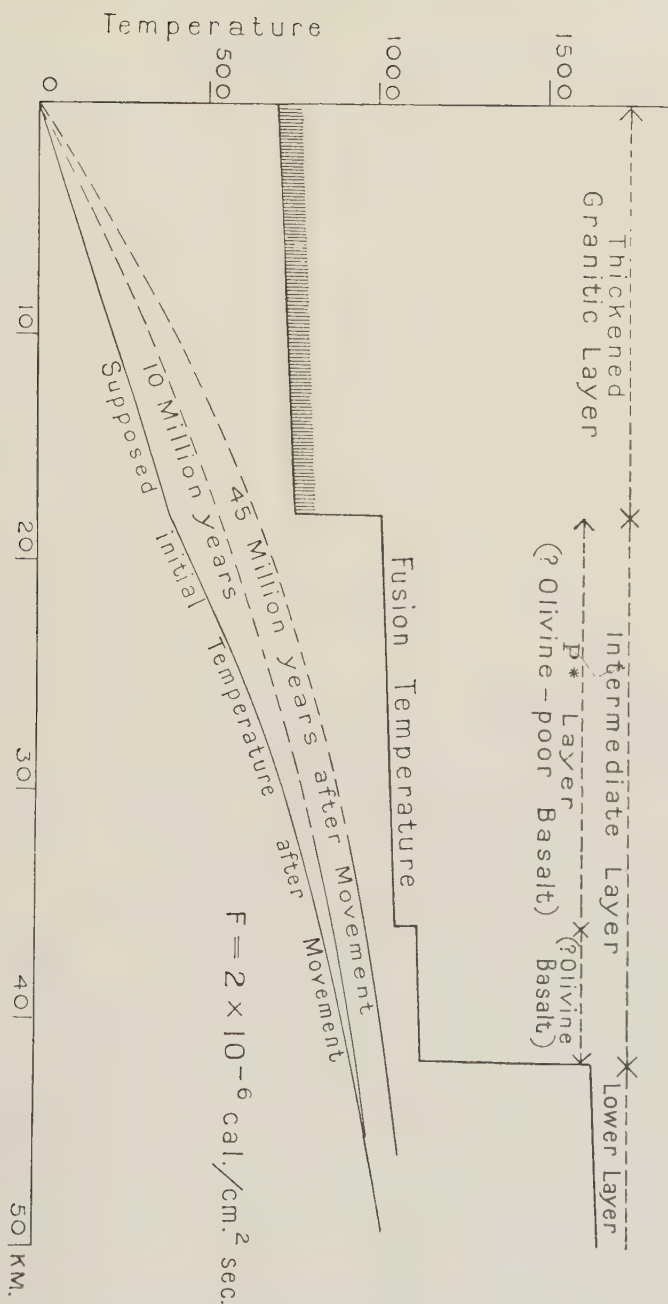 Temperature
0
500
1000
1500
Thickened
Granitic Layer
Intermediate Layer
P* Layer
(? Olivine-poor Basalt)
(? Olivine
Basalt)
Lower Layer
Fusion Temperature
45 Million years after Movement
10 Million years
Supposed initial Temperature after Movement
F = 2 × 10⁻⁶ cal./cm.² sec.
10
20
30
40
50 KM.